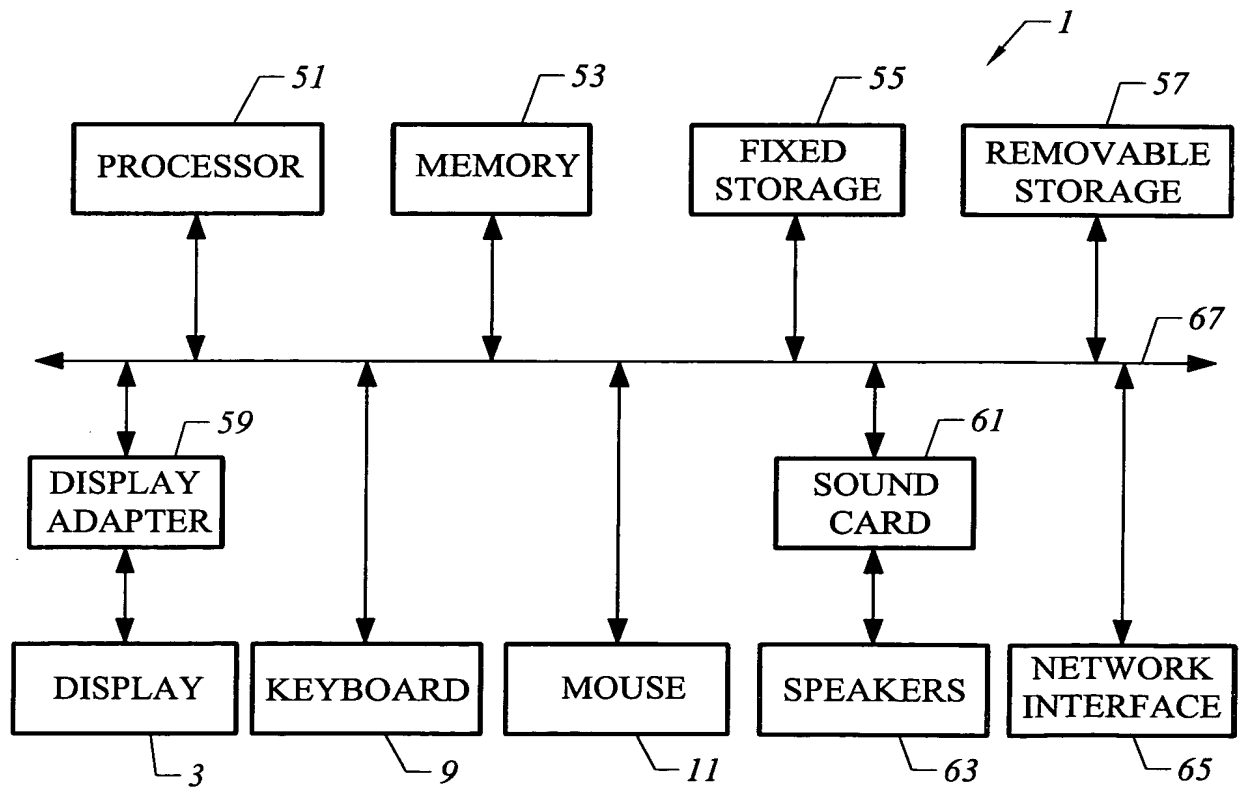 1
51
53
55
57
PROCESSOR
MEMORY
FIXED
STORAGE
REMOVABLE
STORAGE
67
59
61
DISPLAY
ADAPTER
SOUND
CARD
DISPLAY
KEYBOARD
MOUSE
SPEAKERS
NETWORK
INTERFACE
3
9
11
63
65